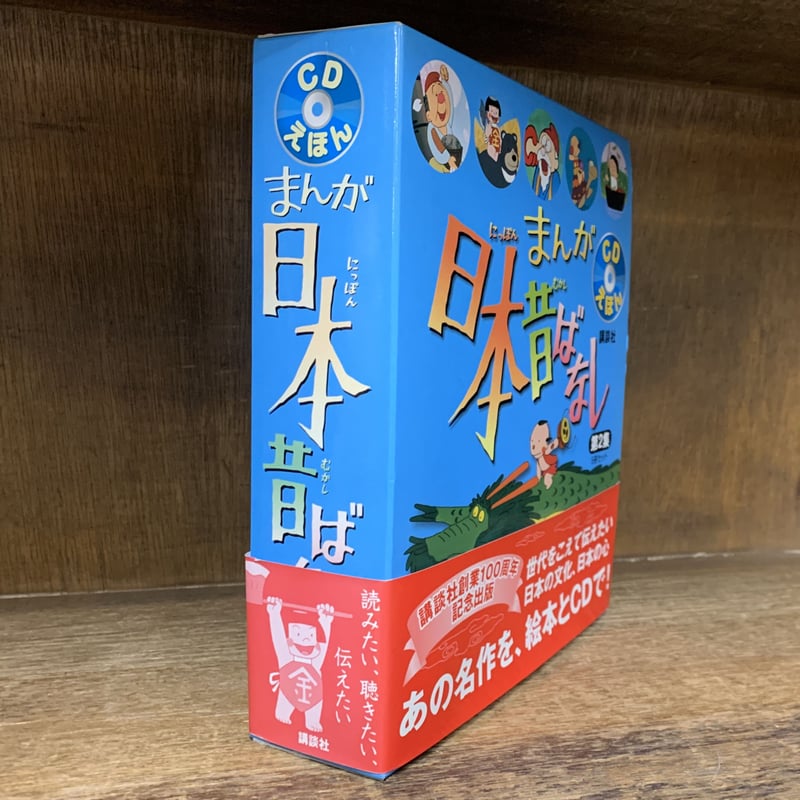 CD
えほん
まんが
日本
にっぽん
昔ば
むかし
読みたい、聴きたい、
伝えたい
金
講談社
まんが
日本
にっぽん
昔ばなし
むかし
CD
えほん
講談社
第2集
講談社創業100周年
記念出版
世代をこえて伝えたい
日本の文化、日本の心
あの名作を、絵本とCDで!